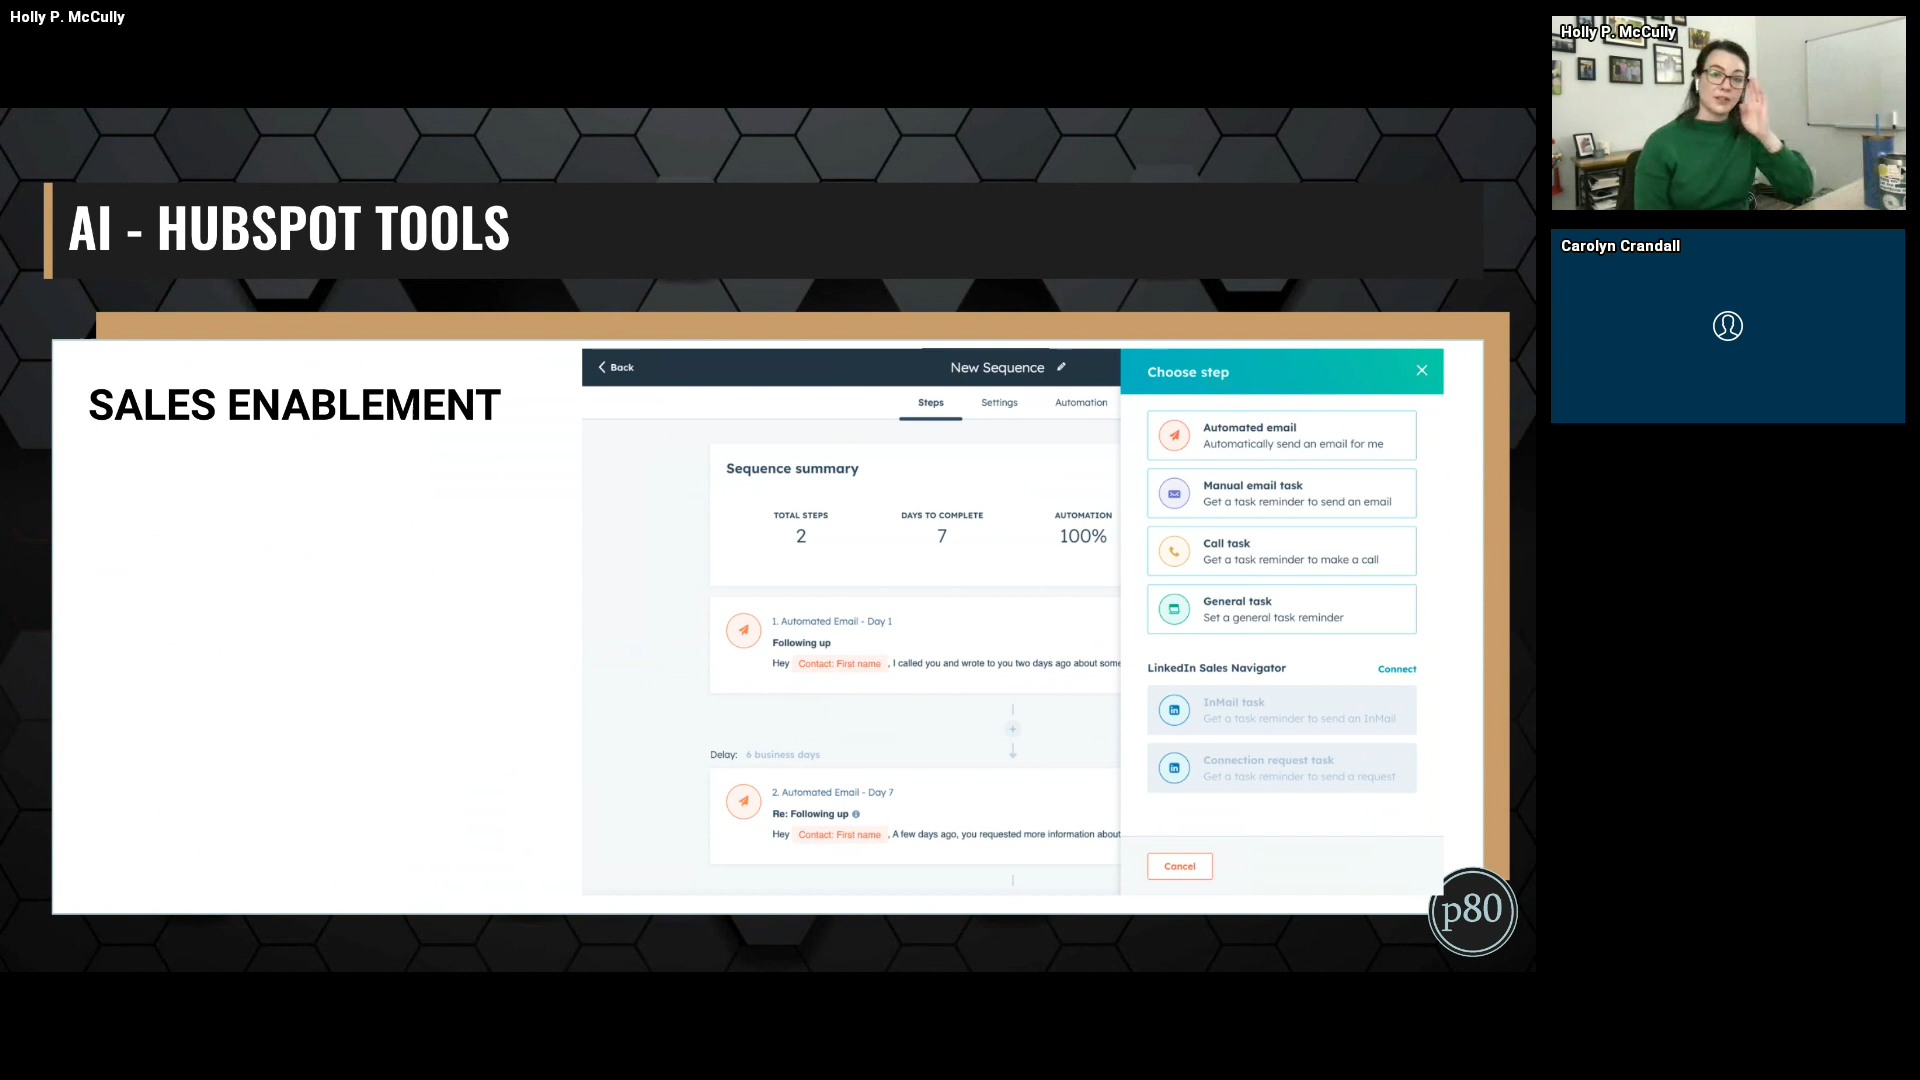 Holly P. McCully
Holly P. McCully
Carolyn Crandall
AI - HUBSPOT TOOLS
SALES ENABLEMENT
Back
New Sequence
Steps Settings Automation
Sequence summary
TOTAL STEPS DAYS TO COMPLETE AUTOMATION
2 7 100%
1. Automated Email - Day 1
Following up
Hey Contact: First name , I called you and wrote to you two days ago about some
Delay: 6 business days
2. Automated Email - Day 7
Re: Following up
Hey Contact: First name , A few days ago, you requested more information about
Choose step
Automated email
Automatically send an email for me
Manual email task
Get a task reminder to send an email
Call task
Get a task reminder to make a call
General task
Set a general task reminder
LinkedIn Sales Navigator Connect
InMail task
Get a task reminder to send an InMail
Connection request task
Get a task reminder to send a request
Cancel
p80